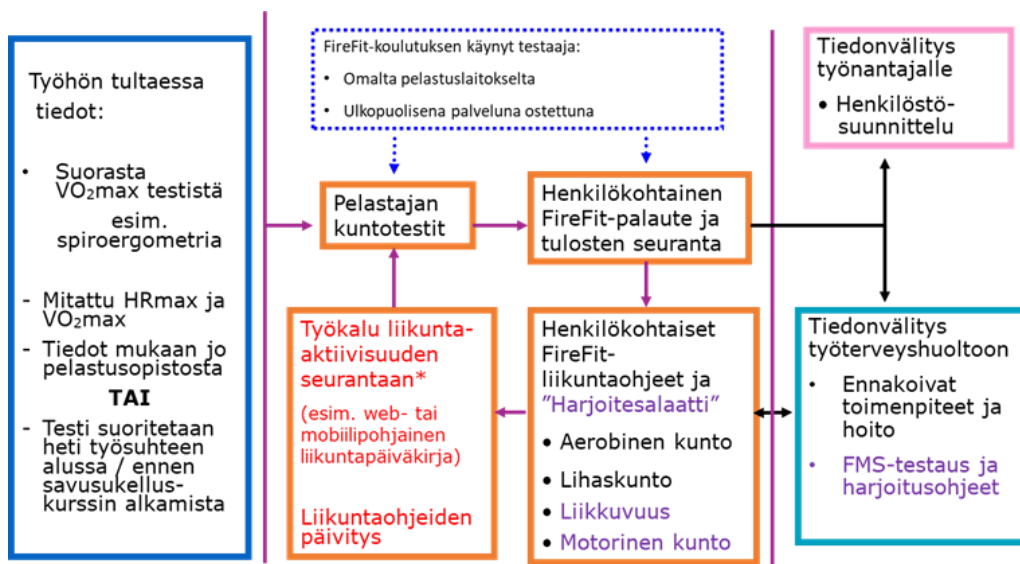 Työhön tultaessa
tiedot:
• Suorasta
VO₂max testistä
esim.
spiroergometria
- Mitattu HRmax ja
VO₂max
- Tiedot mukaan jo
pelastusopistosta
TAI
- Testi suoritetaan
heti työsuhteen
alussa / ennen
savusukellus-
kurssin alkamista
FireFit-koulutuksen käynyt testaaja:
• Omalta pelastuslaitokselta
• Ulkopuolisena palveluna ostettuna
Pelastajan
kuntotestit
Henkilökohtainen
FireFit-palaute ja
tulosten seuranta
Työkalu liikunta-
aktiivisuuden
seurantaan*
(esim. web- tai
mobiilipohjainen
liikuntapäiväkirja)
Liikuntaohjeiden
päivitys
Henkilökohtaiset
FireFit-
liikuntaohjeet ja
”Harjoitesalaatti”
• Aerobinen kunto
• Lihaskunto
• Liikkuvuus
• Motorinen kunto
Tiedonvälitys
työnantajalle
• Henkilöstö-
suunnittelu
Tiedonvälitys
työterveyshuoltoon
• Ennakoivat
toimenpiteet ja
hoito
• FMS-testaus ja
harjoitusohjeet